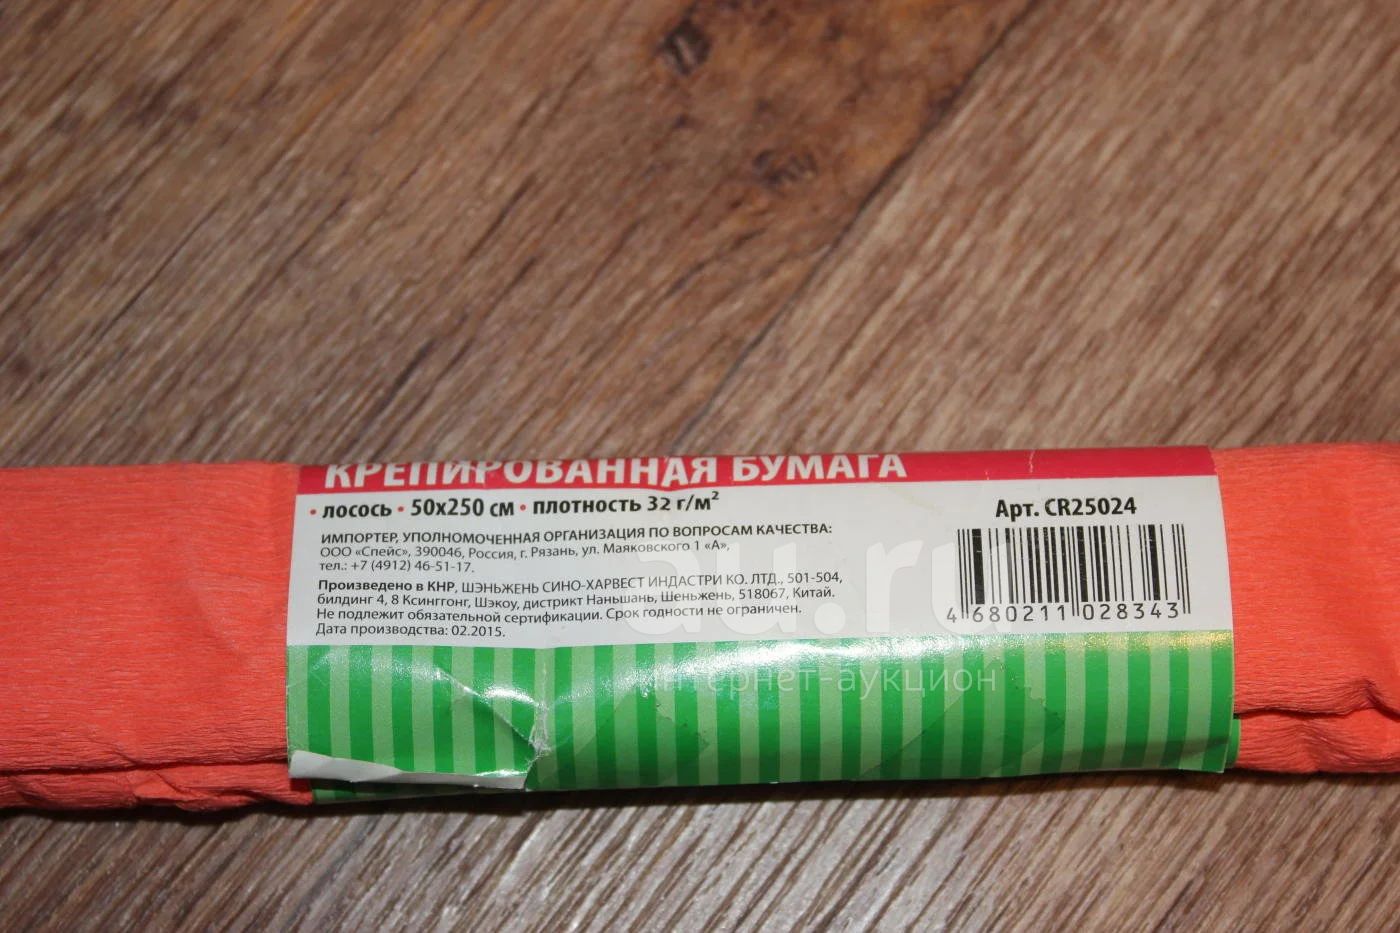 КРЕПИРОВАННАЯ БУМАГА
• лосось • 50x250 см • плотность 32 г/м²
ИМПОРТЕР, УПОЛНОМОЧЕННАЯ ОРГАНИЗАЦИЯ ПО ВОПРОСАМ КАЧЕСТВА:
ООО «Спейс», 390046, Россия, г. Рязань, ул. Маяковского 1 «А»,
тел.: +7 (4912) 46-51-17.
Произведено в КНР, ШЭНЬЖЕНЬ СИНО-ХАРВЕСТ ИНДАСТРИ КО. ЛТД., 501-504,
билдинг 4, 8 Ксинггонг, Шэкоу, дистрикт Наньшань, Шеньжень, 518067, Китай.
Не подлежит обязательной сертификации. Срок годности не ограничен.
Дата производства: 02.2015.
Арт. CR25024
4 680211 028343
au.ru
интернет-аукцион